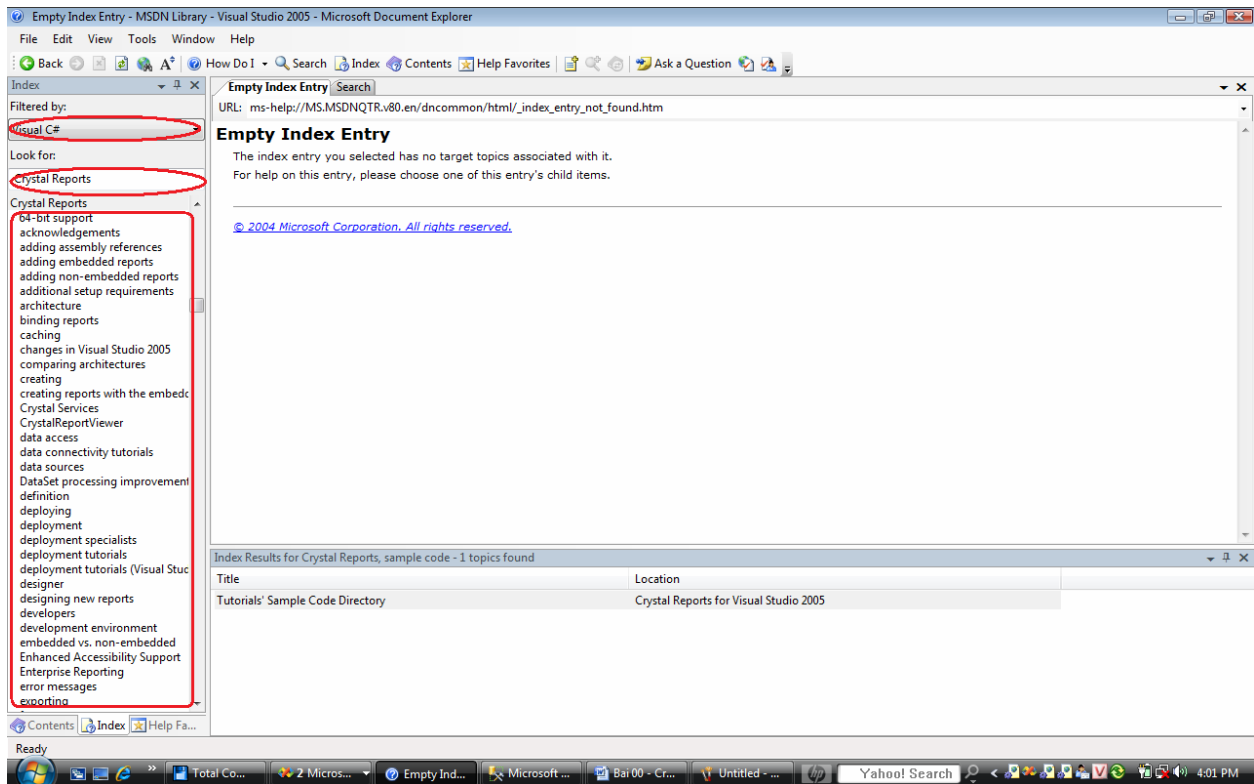 Empty Index Entry - MSDN Library - Visual Studio 2005 - Microsoft Document Explorer
File Edit View Tools Window Help
Back How Do I Search Index Contents Help Favorites Ask a Question
Index
Filtered by:
Visual C#
Look for:
Crystal Reports
Crystal Reports
64-bit support
acknowledgements
adding assembly references
adding embedded reports
adding non-embedded reports
additional setup requirements
architecture
binding reports
caching
changes in Visual Studio 2005
comparing architectures
creating
creating reports with the embedc
Crystal Services
CrystalReportViewer
data access
data connectivity tutorials
data sources
DataSet processing improvement
definition
deploying
deployment
deployment specialists
deployment tutorials
deployment tutorials (Visual Stuc
designer
designing new reports
developers
development environment
embedded vs. non-embedded
Enhanced Accessibility Support
Enterprise Reporting
error messages
exporting
Contents Index Help Fa...
Empty Index Entry Search
URL: ms-help://MS.MSDNQTR.v80.en/dncommon/html/_index_entry_not_found.htm
Empty Index Entry
The index entry you selected has no target topics associated with it.
For help on this entry, please choose one of this entry's child items.
© 2004 Microsoft Corporation. All rights reserved.
Index Results for Crystal Reports, sample code - 1 topics found
Title Location
Tutorials' Sample Code Directory Crystal Reports for Visual Studio 2005
Ready
Total Co... 2 Micros... Empty Ind... Microsoft ... Bai 00 - Cr... Untitled - ... hp Yahoo! Search 4:01 PM